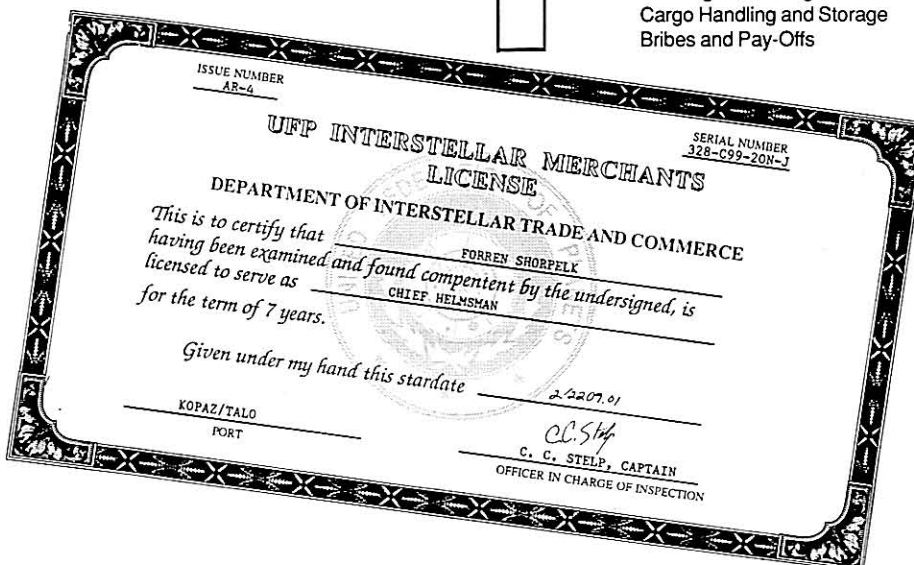 Cargo Handling and Storage
Bribes and Pay-Offs
ISSUE NUMBER
AR-4
SERIAL NUMBER
328-C99-20N-J
UFP INTERSTELLAR MERCHANTS
LICENSE
DEPARTMENT OF INTERSTELLAR TRADE AND COMMERCE
This is to certify that FORREN SHORPELK
having been examined and found compentent by the undersigned, is
licensed to serve as CHIEF HELMSMAN
for the term of 7 years.
Given under my hand this stardate 2/2207.01
KOPAZ/TALO
PORT
C.C. Stelp
C. C. STELP, CAPTAIN
OFFICER IN CHARGE OF INSPECTION